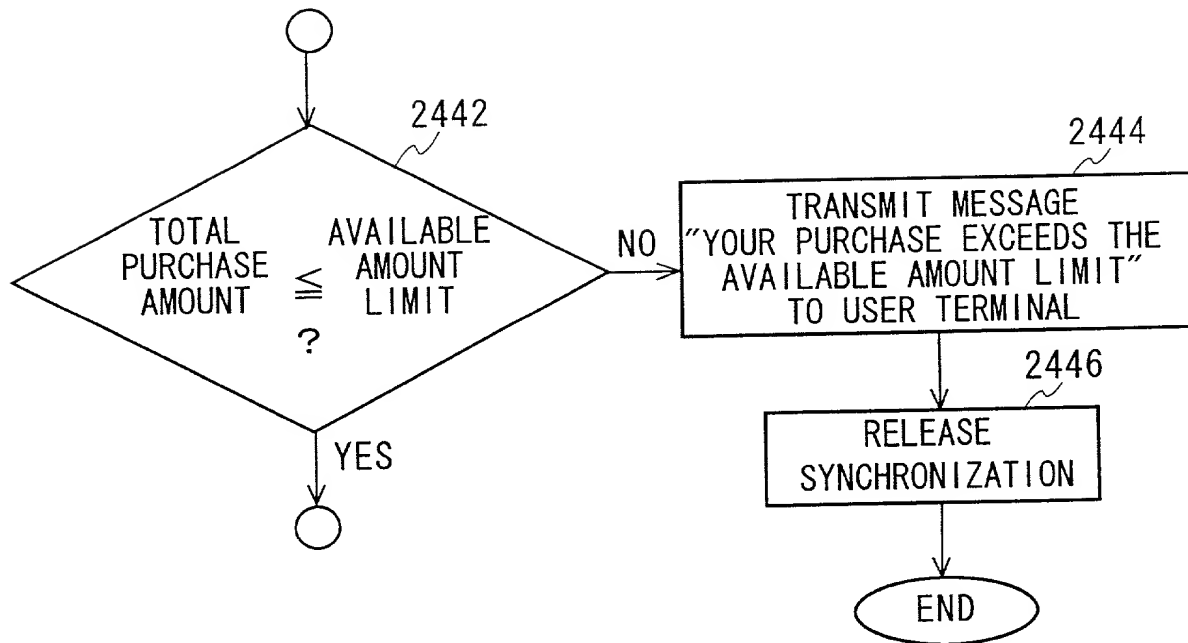 2442
TOTAL
PURCHASE
AMOUNT
≦
AVAILABLE
AMOUNT
LIMIT
?
NO
YES
2444
TRANSMIT MESSAGE
"YOUR PURCHASE EXCEEDS THE
AVAILABLE AMOUNT LIMIT"
TO USER TERMINAL
2446
RELEASE
SYNCHRONIZATION
END